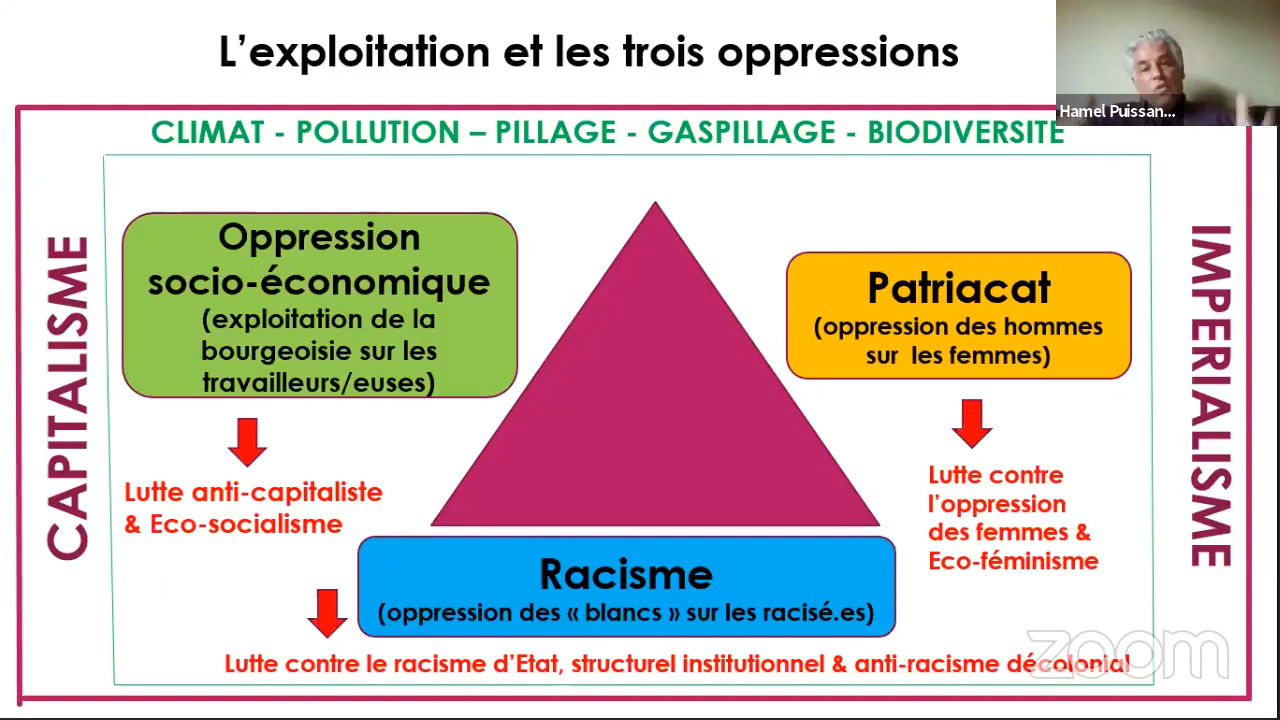 L’exploitation et les trois oppressions
Hamel Puissan...
CLIMAT - POLLUTION – PILLAGE - GASPILLAGE - BIODIVERSITE
CAPITALISME
Oppression
socio-économique
(exploitation de la
bourgeoisie sur les
travailleurs/euses)
Patriacat
(oppression des hommes
sur les femmes)
IMPERIALISME
Lutte anti-capitaliste
& Eco-socialisme
Lutte contre
l’oppression
des femmes &
Eco-féminisme
Racisme
(oppression des « blancs » sur les racisé.es)
Lutte contre le racisme d’Etat, structurel institutionnel & anti-racisme décolonial
zoom